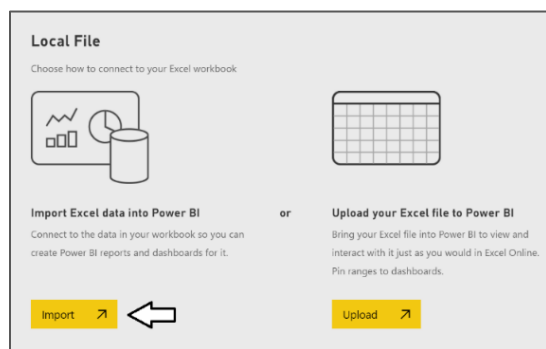 Local File
Choose how to connect to your Excel workbook
Import Excel data into Power BI
or
Upload your Excel file to Power BI
Connect to the data in your workbook so you can
create Power BI reports and dashboards for it.
Bring your Excel file into Power BI to view and
interact with it just as you would in Excel Online.
Pin ranges to dashboards.
Import
Upload